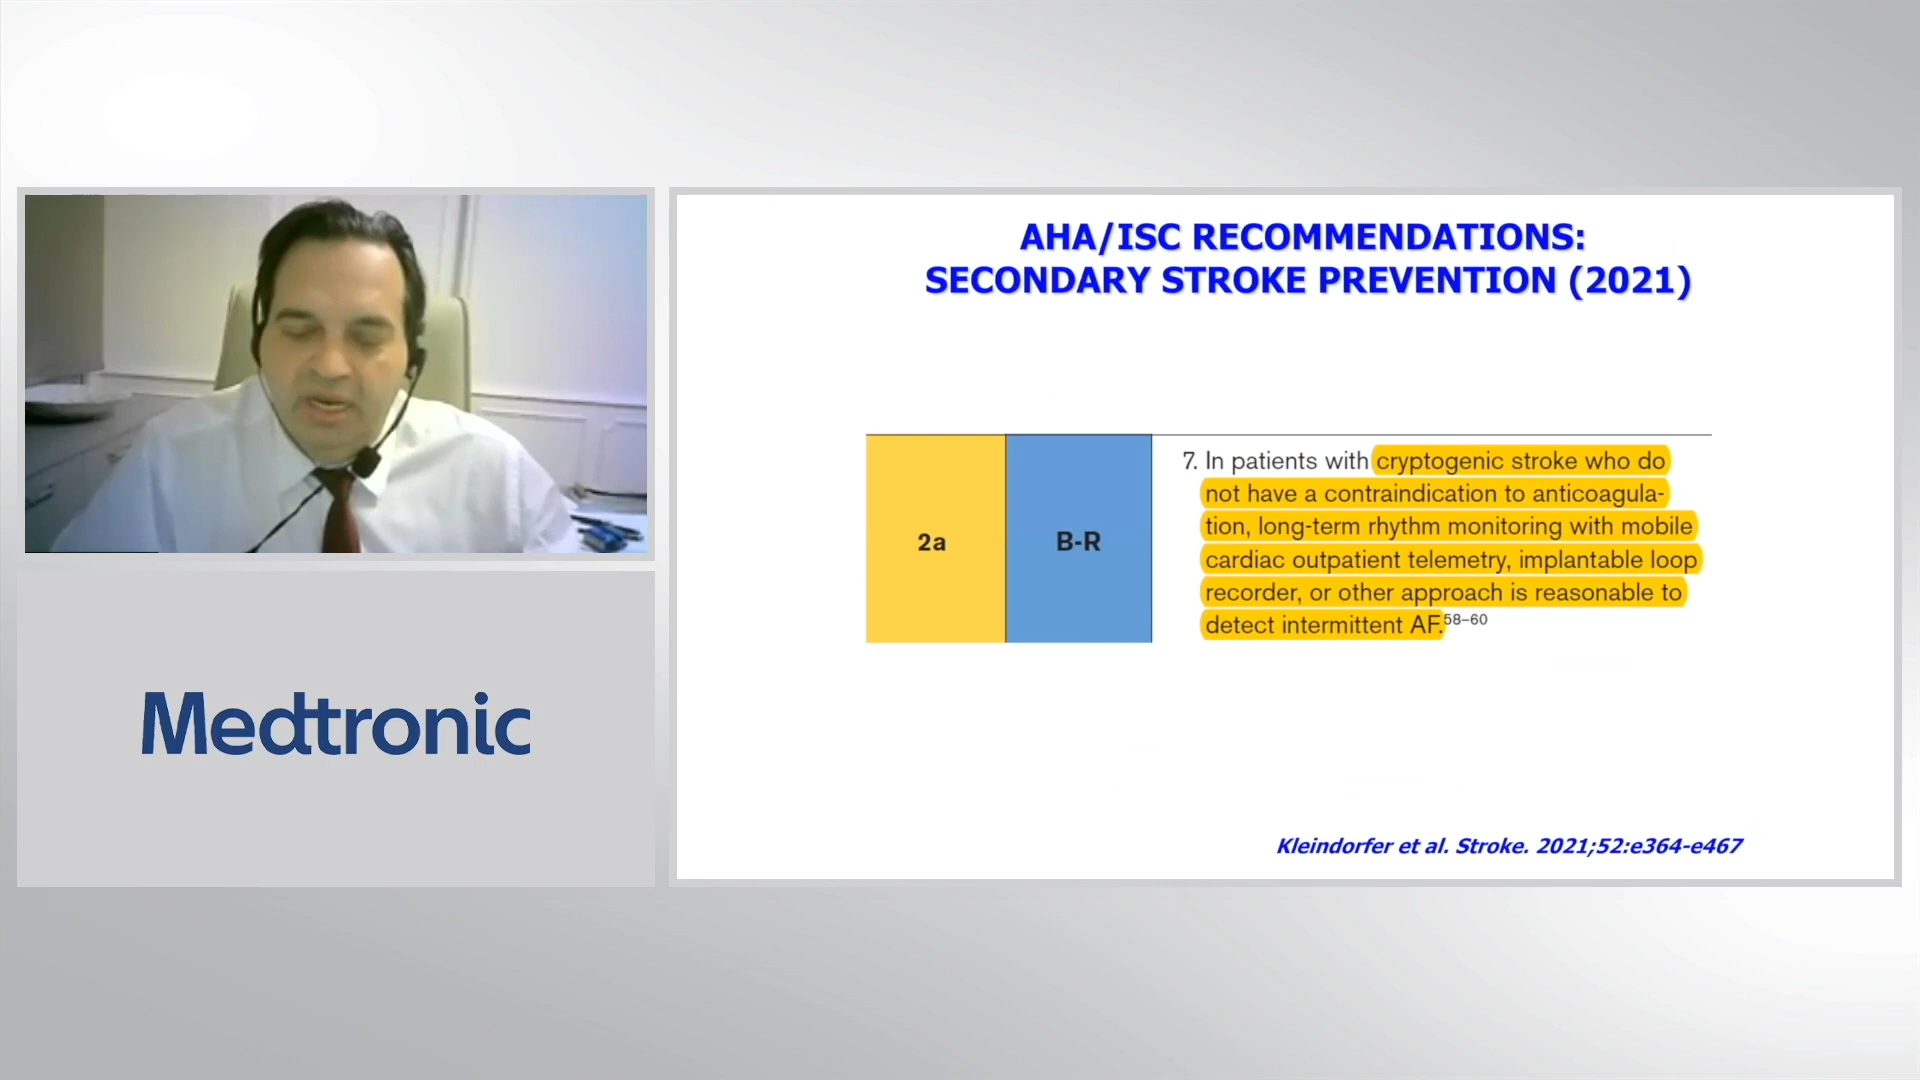 AHA/ISC RECOMMENDATIONS:
SECONDARY STROKE PREVENTION (2021)
2a
B-R
7. In patients with cryptogenic stroke who do
not have a contraindication to anticoagula-
tion, long-term rhythm monitoring with mobile
cardiac outpatient telemetry, implantable loop
recorder, or other approach is reasonable to
detect intermittent AF.58–60
Kleindorfer et al. Stroke. 2021;52:e364-e467
Medtronic